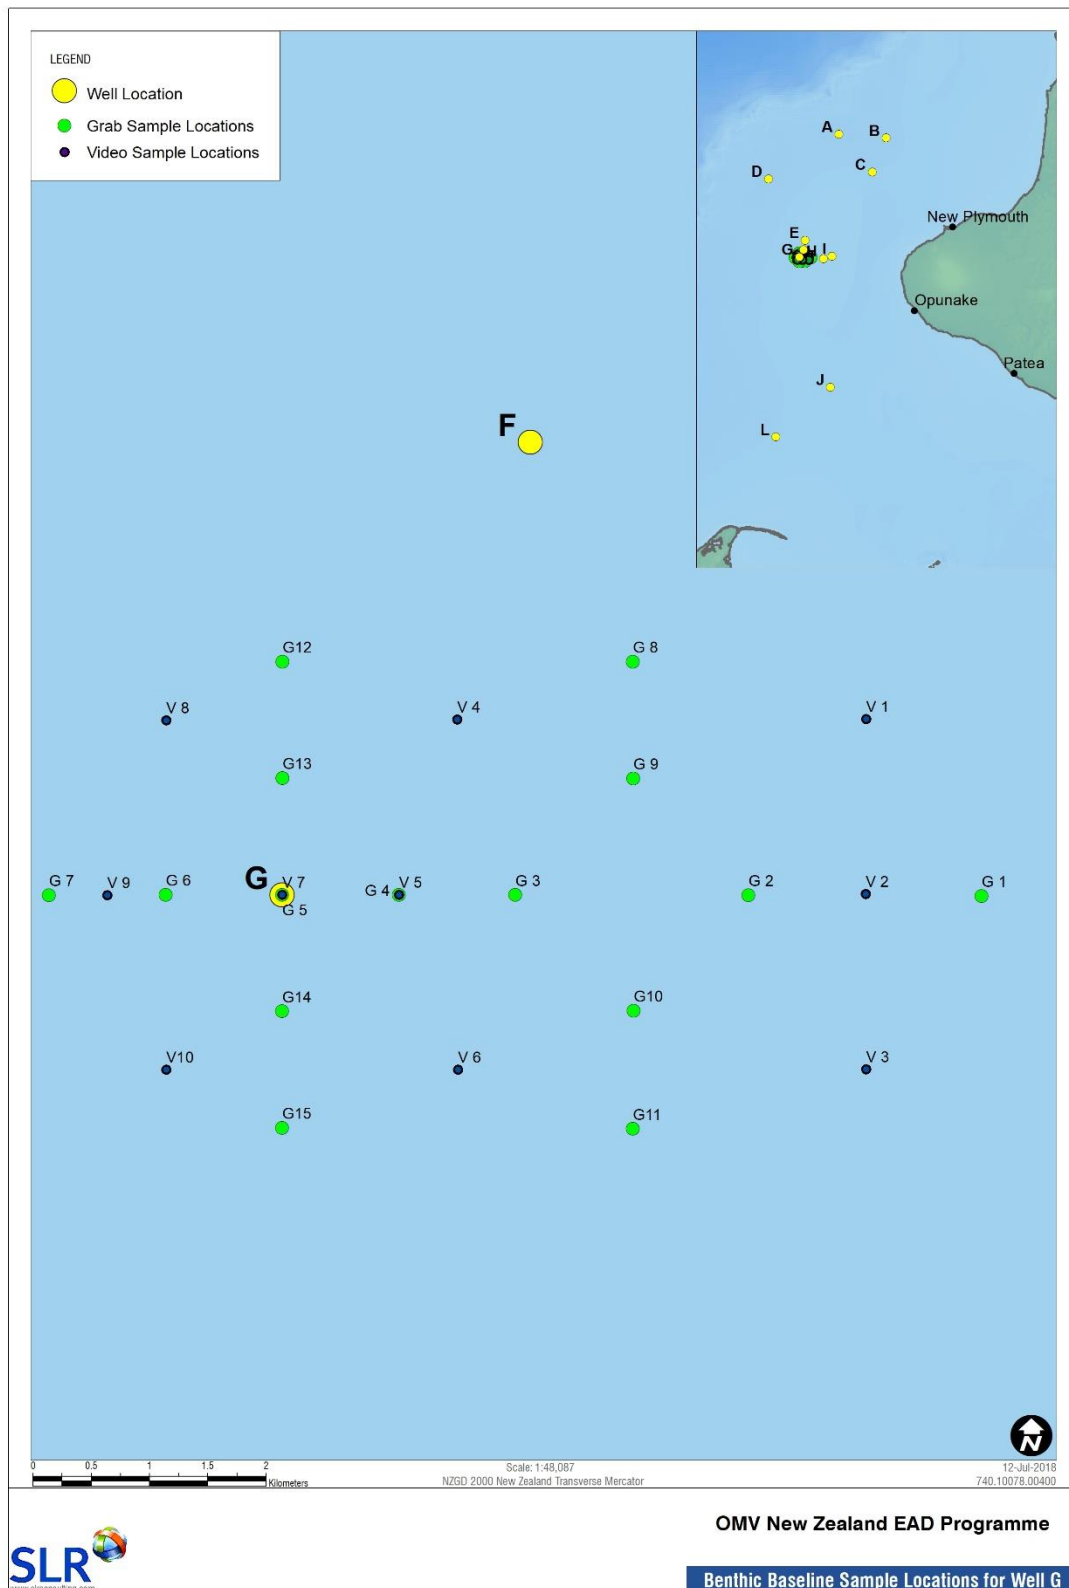 LEGEND
Well Location
Grab Sample Locations
Video Sample Locations
A
B
C
D
New Plymouth
E
G
H
I
Opunake
Patea
J
L
F
G12
G 8
V 8
V 4
V 1
G13
G 9
G
G 7
V 9
G 6
V 7
G 5
G 4
V 5
G 3
G 2
V 2
G 1
G14
G10
V10
V 6
V 3
G15
G11
N
0 0.5 1 1.5 2
Kilometers
Scale: 1:48,087
NZGD 2000 New Zealand Transverse Mercator
12-Jul-2018
740.10078.00400
OMV New Zealand EAD Programme
SLR
Benthic Baseline Sample Locations for Well G